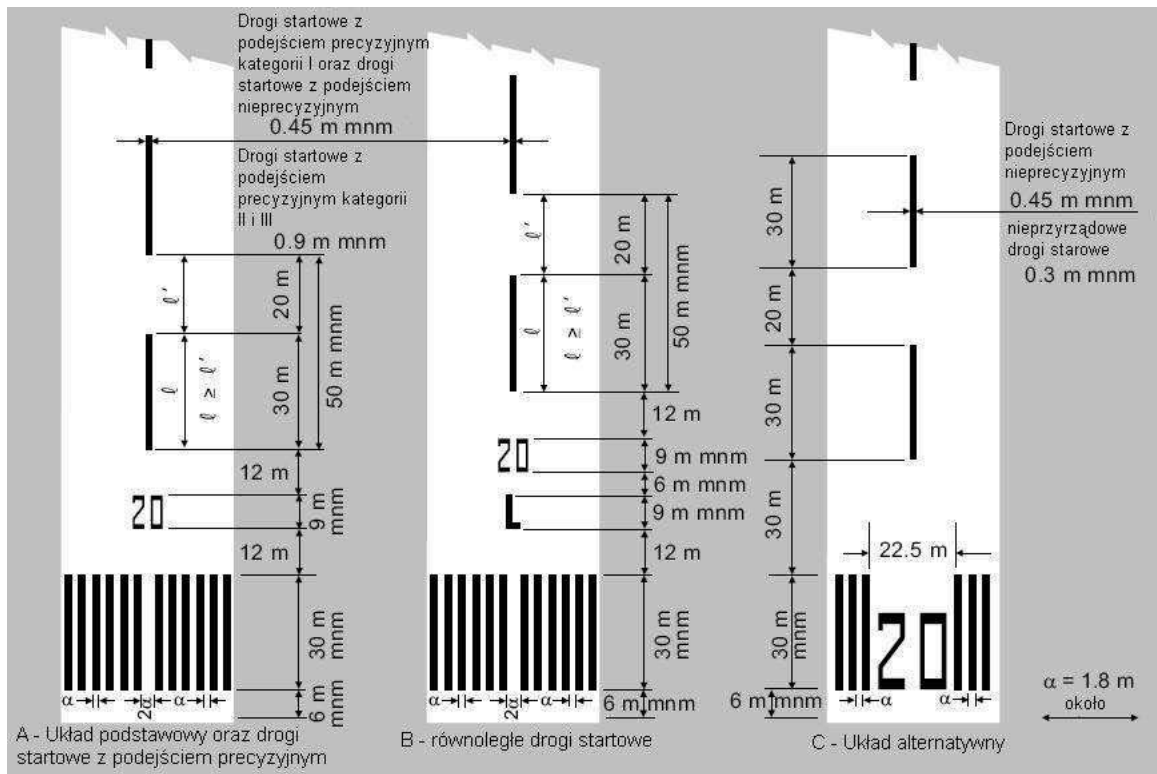 Drogi startowe z
podejściem precyzyjnym
kategorii I oraz drogi
startowe z podejściem
nieprecyzyjnym
0.45 m mnm
Drogi startowe z
podejściem
precyzyjnym kategorii
II i III
0.9 m mnm
ℓ´
20 m
50 m mnm
ℓ
ℓ ≥ ℓ´
30 m
12 m
20
9 m
mnm
12 m
30 m
mnm
α
2α
α
6 m
mnm
A - Układ podstawowy oraz drogi
startowe z podejściem precyzyjnym
ℓ´
20 m
50 m mnm
ℓ
ℓ ≥ ℓ´
30 m
12 m
20
9 m mnm
6 m mnm
L
9 m mnm
12 m
30 m
mnm
α
2α
α
6 m mnm
B - równoległe drogi startowe
Drogi startowe z
podejściem
nieprecyzyjnym
0.45 m mnm
nieprzyrządowe
drogi starowe
0.3 m mnm
30 m
20 m
30 m
30 m
22.5 m
20
30 m
mnm
α
α
6 m mnm
α = 1.8 m
około
C - Układ alternatywny